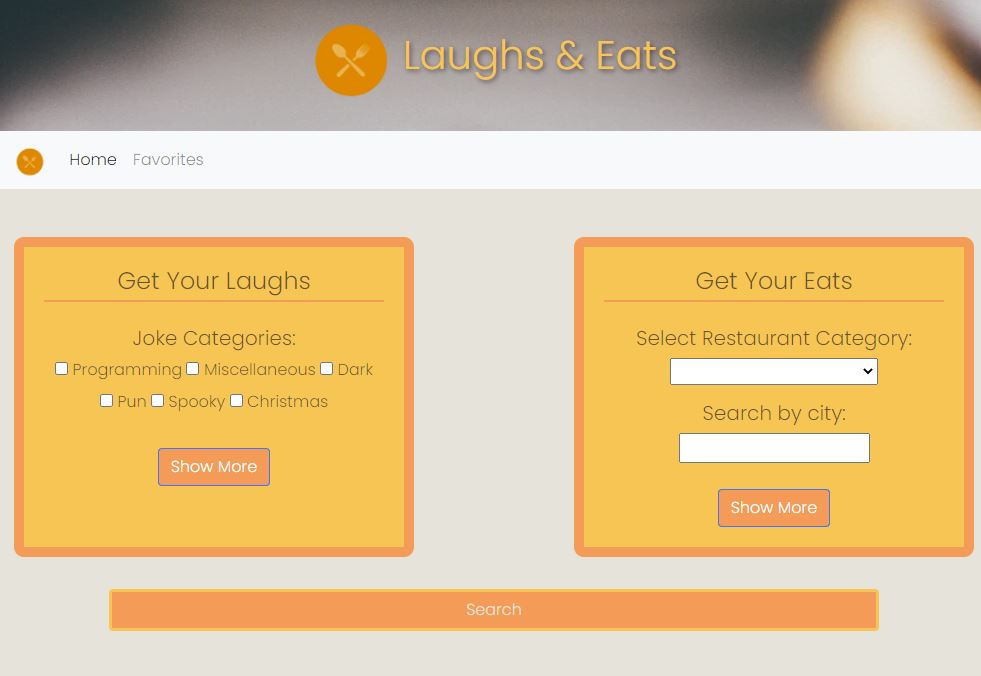 Laughs & Eats
Home Favorites
Get Your Laughs
Joke Categories:
Programming Miscellaneous Dark
Pun Spooky Christmas
Show More
Get Your Eats
Select Restaurant Category:
Search by city:
Show More
Search